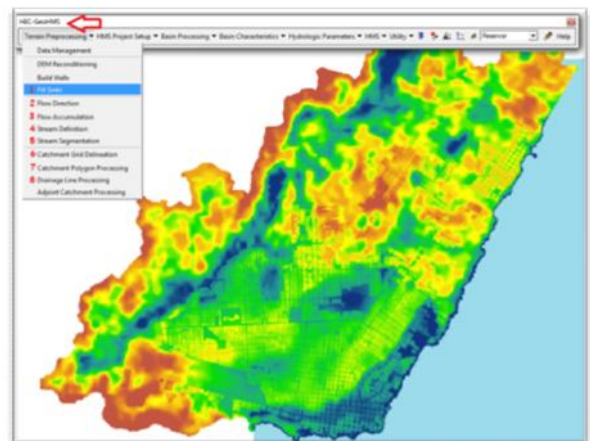 HEC-GeoHMS
Terrain Preprocessing HMS Project Setup Basin Processing Basin Characteristics Hydrologic Parameters HMS Utility Reservoir Help
Data Management
DEM Reconditioning
Build Walls
1 Fill Sinks
2 Flow Direction
3 Flow Accumulation
4 Stream Definition
5 Stream Segmentation
6 Catchment Grid Delineation
7 Catchment Polygon Processing
8 Drainage Line Processing
Adjoint Catchment Processing